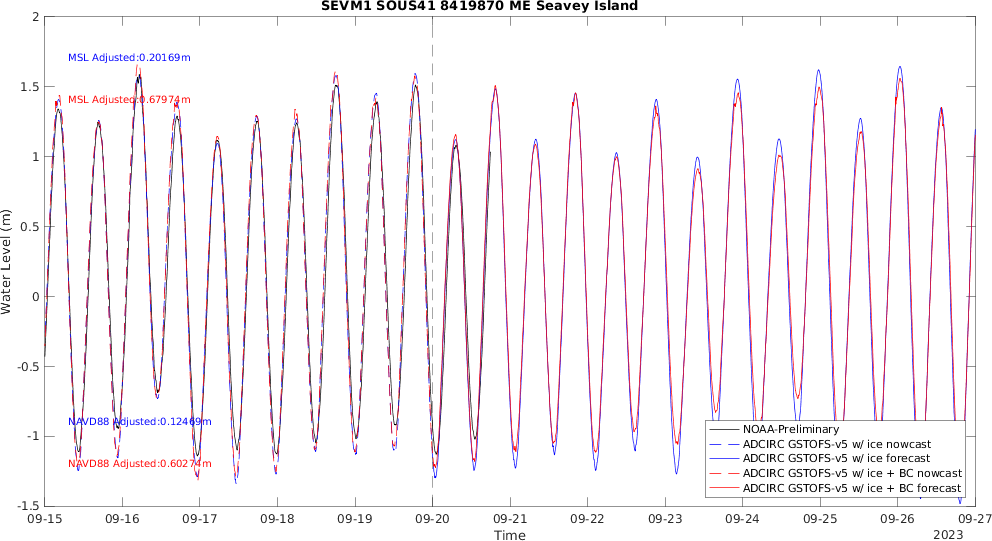 SEVM1 SOUS41 8419870 ME Seavey Island
2
1.5
1
0.5
0
-0.5
-1
-1.5
Water Level (m)
MSL Adjusted:0.20169m
MSL Adjusted:0.67974m
NAVD88 Adjusted:0.12469m
NAVD88 Adjusted:0.60274m
NOAA-Preliminary
ADCIRC GSTOFS-v5 w/ ice nowcast
ADCIRC GSTOFS-v5 w/ ice forecast
ADCIRC GSTOFS-v5 w/ ice + BC nowcast
ADCIRC GSTOFS-v5 w/ ice + BC forecast
09-15 09-16 09-17 09-18 09-19 09-20 09-21 09-22 09-23 09-24 09-25 09-26 09-27
Time
2023